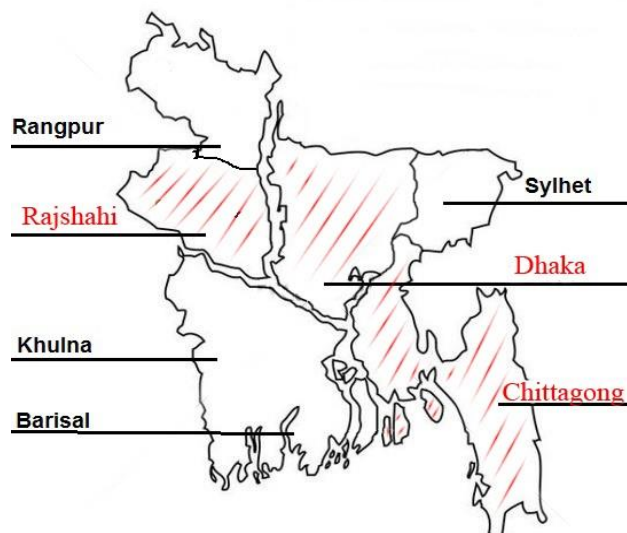 Rangpur
Sylhet
Rajshahi
Dhaka
Khulna
Chittagong
Barisal